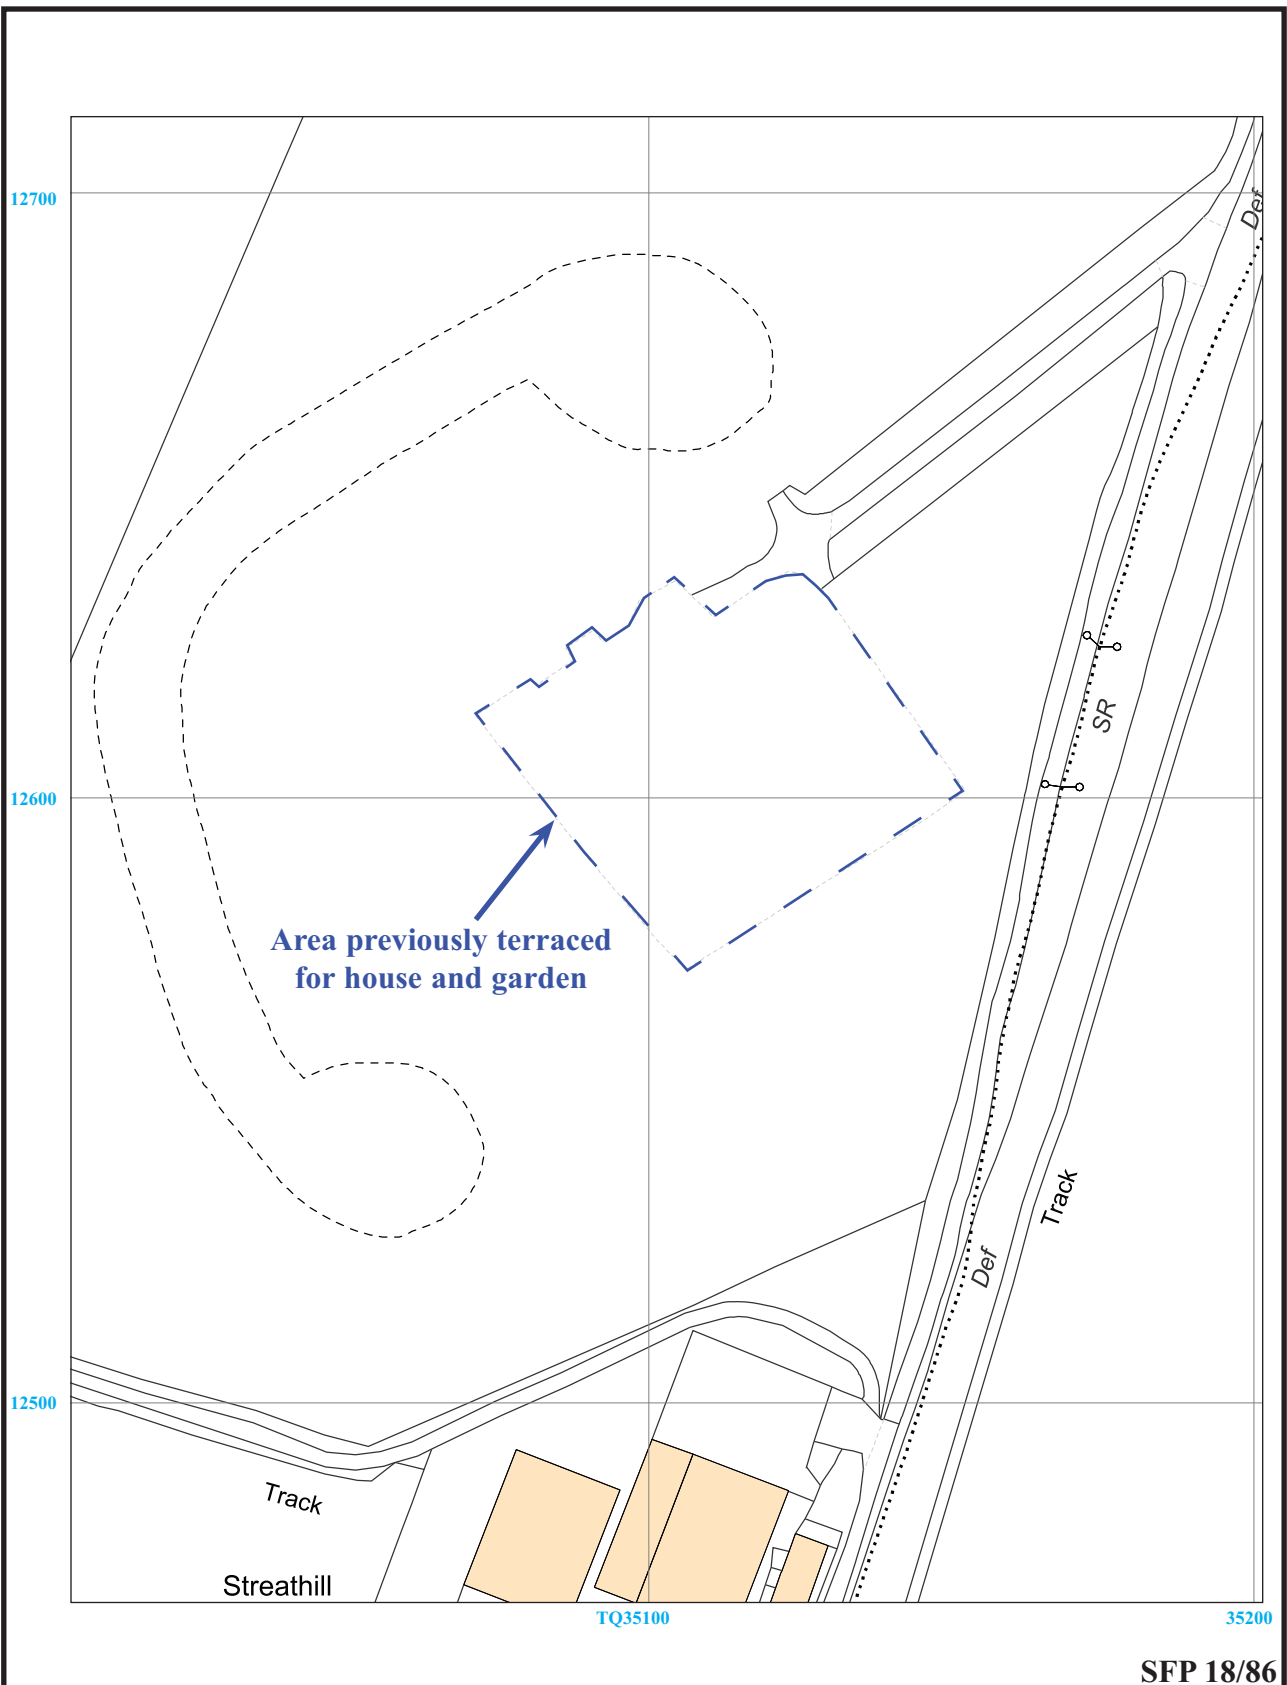 12700
Def
SR
12600
Area previously terraced
for house and garden
Track
Def
12500
Track
Streathill
TQ35100
35200
SFP 18/86